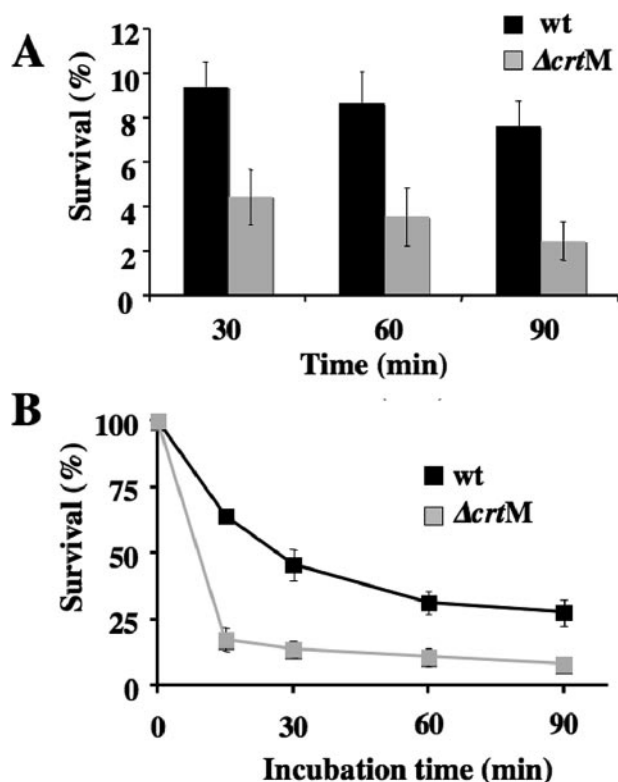 A
Survival (%)
12
10
8
6
4
2
0
wt
ΔcrtM
30 60 90
Time (min)
B
Survival (%)
100
75
50
25
0
wt
ΔcrtM
0 30 60 90
Incubation time (min)